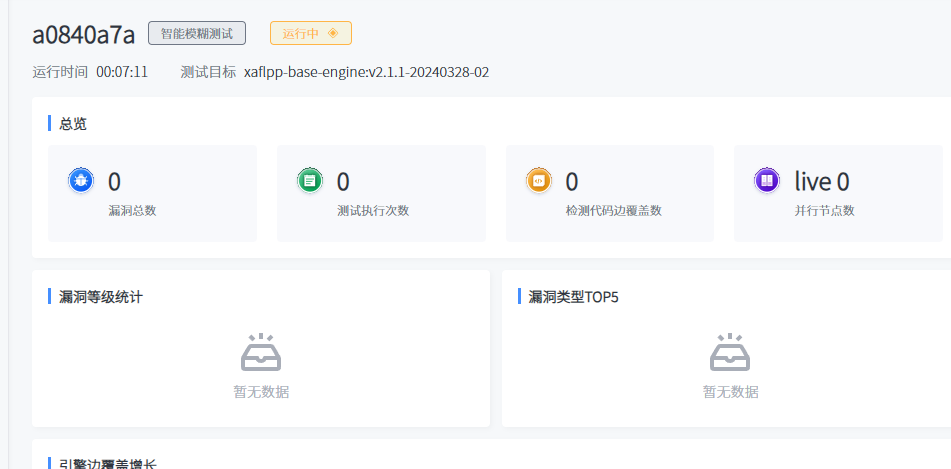 a0840a7a 智能模糊测试 运行中
运行时间 00:07:11 测试目标 xaflpp-base-engine:v2.1.1-20240328-02
总览
0 0 0 live 0
漏洞总数 测试执行次数 检测代码边覆盖数 并行节点数
漏洞等级统计 漏洞类型TOP5
暂无数据 暂无数据
引擎边覆盖增长